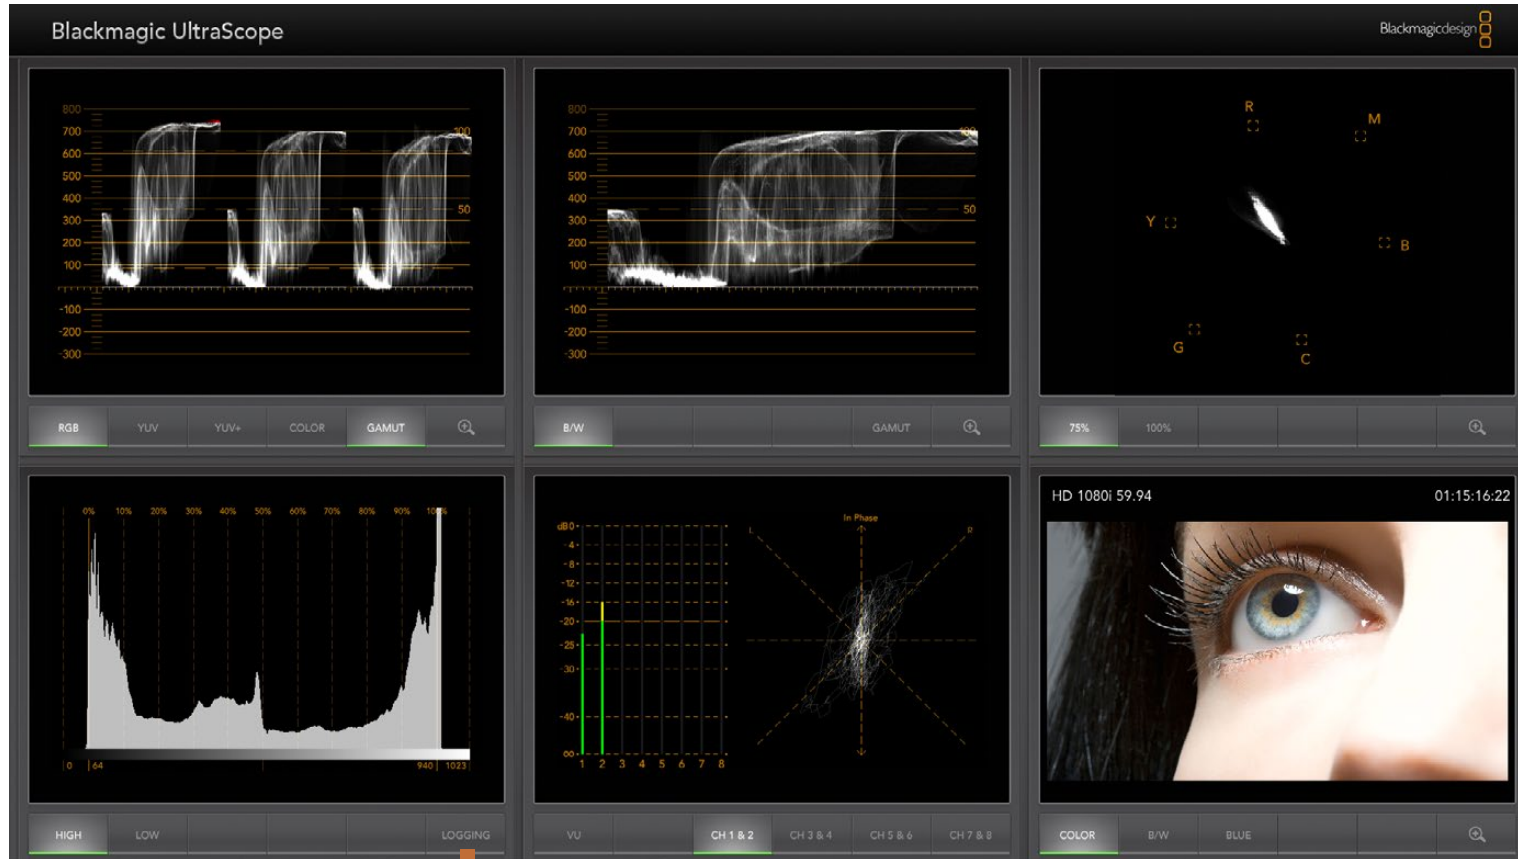 Blackmagic UltraScope
Blackmagicdesign
800
700
600
500
400
300
200
100
-100
-200
-300
100
50
RGB YUV YUV+ COLOR GAMUT
800
700
600
500
400
300
200
100
-100
-200
-300
100
50
B/W GAMUT
R
M
Y
B
G
C
75% 100%
0% 10% 20% 30% 40% 50% 60% 70% 80% 90% 100%
0 64 940 1023
HIGH LOW LOGGING
dB0
-4
-8
-12
-16
-20
-25
-30
-40
∞
1 2 3 4 5 6 7 8
In Phase
L R
VU CH 1 & 2 CH 3 & 4 CH 5 & 6 CH 7 & 8
HD 1080i 59.94 01:15:16:22
COLOR B/W BLUE